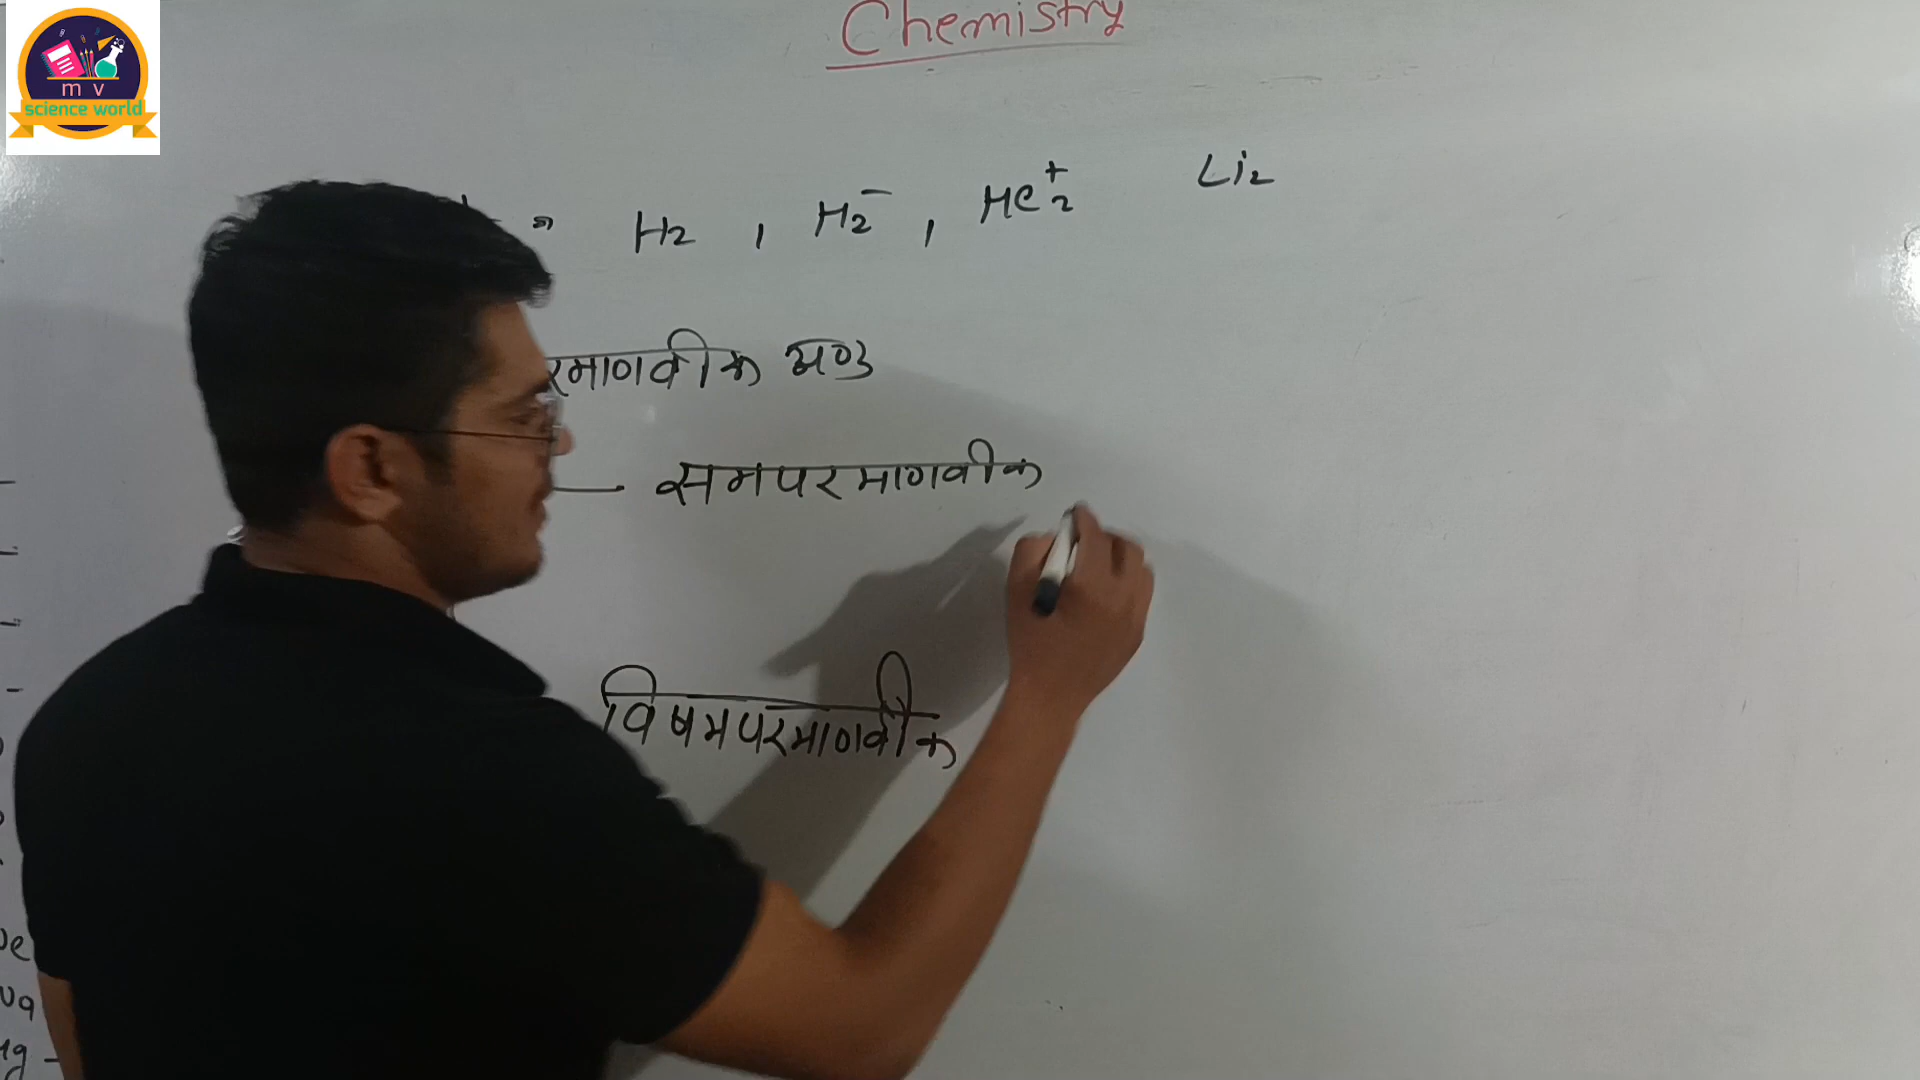 m v
science world
Chemistry
H₂ , H₂⁻ , He₂⁺ Li₂
रमाणवीक अणु
समपरमाणवीक
विषमपरमाणवीक